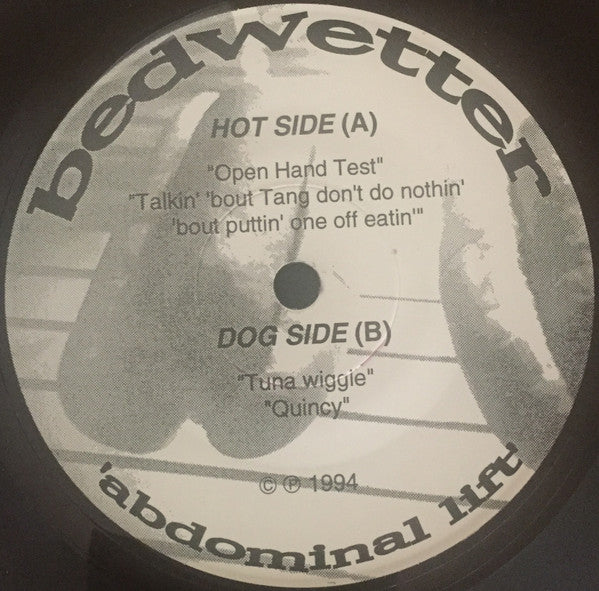 bedwetter
HOT SIDE (A)
"Open Hand Test"
"Talkin' 'bout Tang don't do nothin'
'bout puttin' one off eatin'"
DOG SIDE (B)
"Tuna wiggie"
"Quincy"
© ℗ 1994
'abdominal lift'